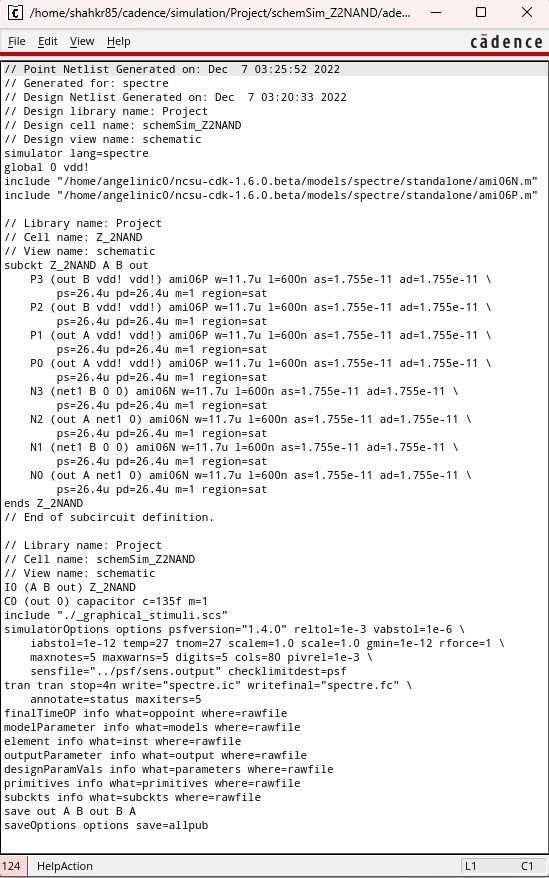 /home/shahkr85/cadence/simulation/Project/schemSim_Z2NAND/ade...
File Edit View Help cādence
// Point Netlist Generated on: Dec  7 03:25:52 2022
// Generated for: spectre
// Design Netlist Generated on: Dec  7 03:20:33 2022
// Design library name: Project
// Design cell name: schemSim_Z2NAND
// Design view name: schematic
simulator lang=spectre
global 0 vdd!
include "/home/angelinic0/ncsu-cdk-1.6.0.beta/models/spectre/standalone/ami06N.m"
include "/home/angelinic0/ncsu-cdk-1.6.0.beta/models/spectre/standalone/ami06P.m"
// Library name: Project
// Cell name: Z_2NAND
// View name: schematic
subckt Z_2NAND A B out
P3 (out B vdd! vdd!) ami06P w=11.7u l=600n as=1.755e-11 ad=1.755e-11 \
ps=26.4u pd=26.4u m=1 region=sat
P2 (out B vdd! vdd!) ami06P w=11.7u l=600n as=1.755e-11 ad=1.755e-11 \
ps=26.4u pd=26.4u m=1 region=sat
P1 (out A vdd! vdd!) ami06P w=11.7u l=600n as=1.755e-11 ad=1.755e-11 \
ps=26.4u pd=26.4u m=1 region=sat
P0 (out A vdd! vdd!) ami06P w=11.7u l=600n as=1.755e-11 ad=1.755e-11 \
ps=26.4u pd=26.4u m=1 region=sat
N3 (net1 B 0 0) ami06N w=11.7u l=600n as=1.755e-11 ad=1.755e-11 \
ps=26.4u pd=26.4u m=1 region=sat
N2 (out A net1 0) ami06N w=11.7u l=600n as=1.755e-11 ad=1.755e-11 \
ps=26.4u pd=26.4u m=1 region=sat
N1 (net1 B 0 0) ami06N w=11.7u l=600n as=1.755e-11 ad=1.755e-11 \
ps=26.4u pd=26.4u m=1 region=sat
N0 (out A net1 0) ami06N w=11.7u l=600n as=1.755e-11 ad=1.755e-11 \
ps=26.4u pd=26.4u m=1 region=sat
ends Z_2NAND
// End of subcircuit definition.
// Library name: Project
// Cell name: schemSim_Z2NAND
// View name: schematic
I0 (A B out) Z_2NAND
C0 (out 0) capacitor c=135f m=1
include "./_graphical_stimuli.scs"
simulatorOptions options psfversion="1.4.0" reltol=1e-3 vabstol=1e-6 \
iabstol=1e-12 temp=27 tnom=27 scalem=1.0 scale=1.0 gmin=1e-12 rforce=1 \
maxnotes=5 maxwarns=5 digits=5 cols=80 pivrel=1e-3 \
sensfile="../psf/sens.output" checklimitdest=psf
tran tran stop=4n write="spectre.ic" writefinal="spectre.fc" \
annotate=status maxiters=5
finalTimeOP info what=oppoint where=rawfile
modelParameter info what=models where=rawfile
element info what=inst where=rawfile
outputParameter info what=output where=rawfile
designParamVals info what=parameters where=rawfile
primitives info what=primitives where=rawfile
subckts info what=subckts where=rawfile
save out A B out B A
saveOptions options save=allpub
124 HelpAction L1 C1